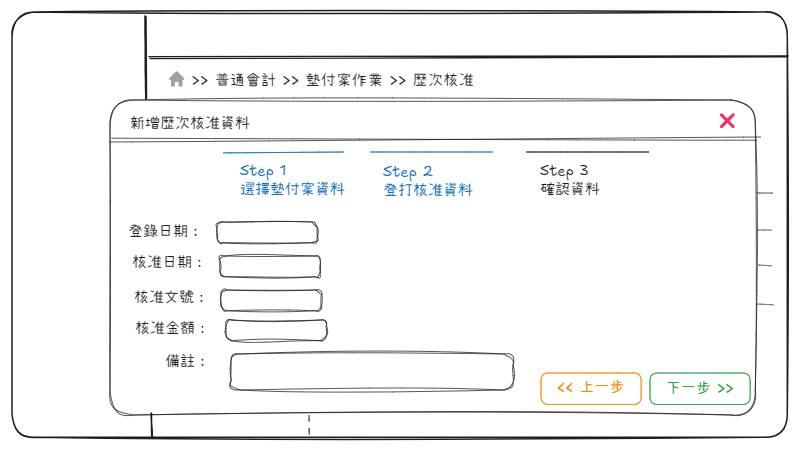 >> 普通會計 >> 墊付案作業 >> 歷次核准
新增歷次核准資料
Step 1
選擇墊付案資料
Step 2
登打核准資料
Step 3
確認資料
登錄日期：
核准日期：
核准文號：
核准金額：
備註：
<< 上一步
下一步 >>